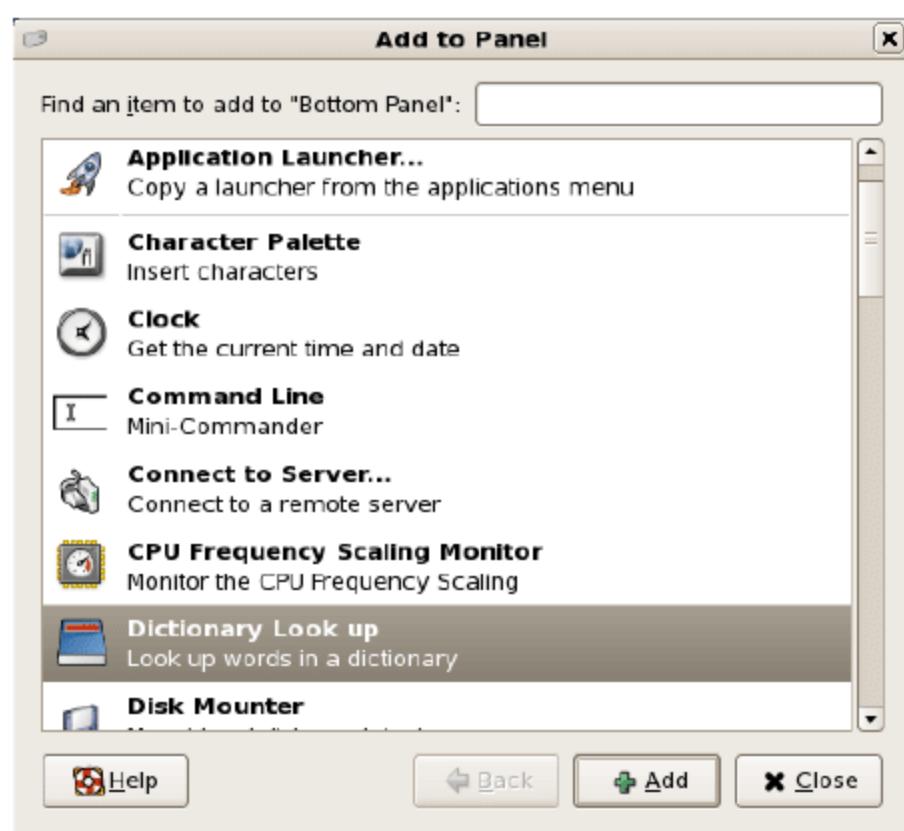 Add to Panel
Find an item to add to "Bottom Panel":
Application Launcher...
Copy a launcher from the applications menu
Character Palette
Insert characters
Clock
Get the current time and date
Command Line
Mini-Commander
Connect to Server...
Connect to a remote server
CPU Frequency Scaling Monitor
Monitor the CPU Frequency Scaling
Dictionary Look up
Look up words in a dictionary
Disk Mounter
Help
Back
Add
Close